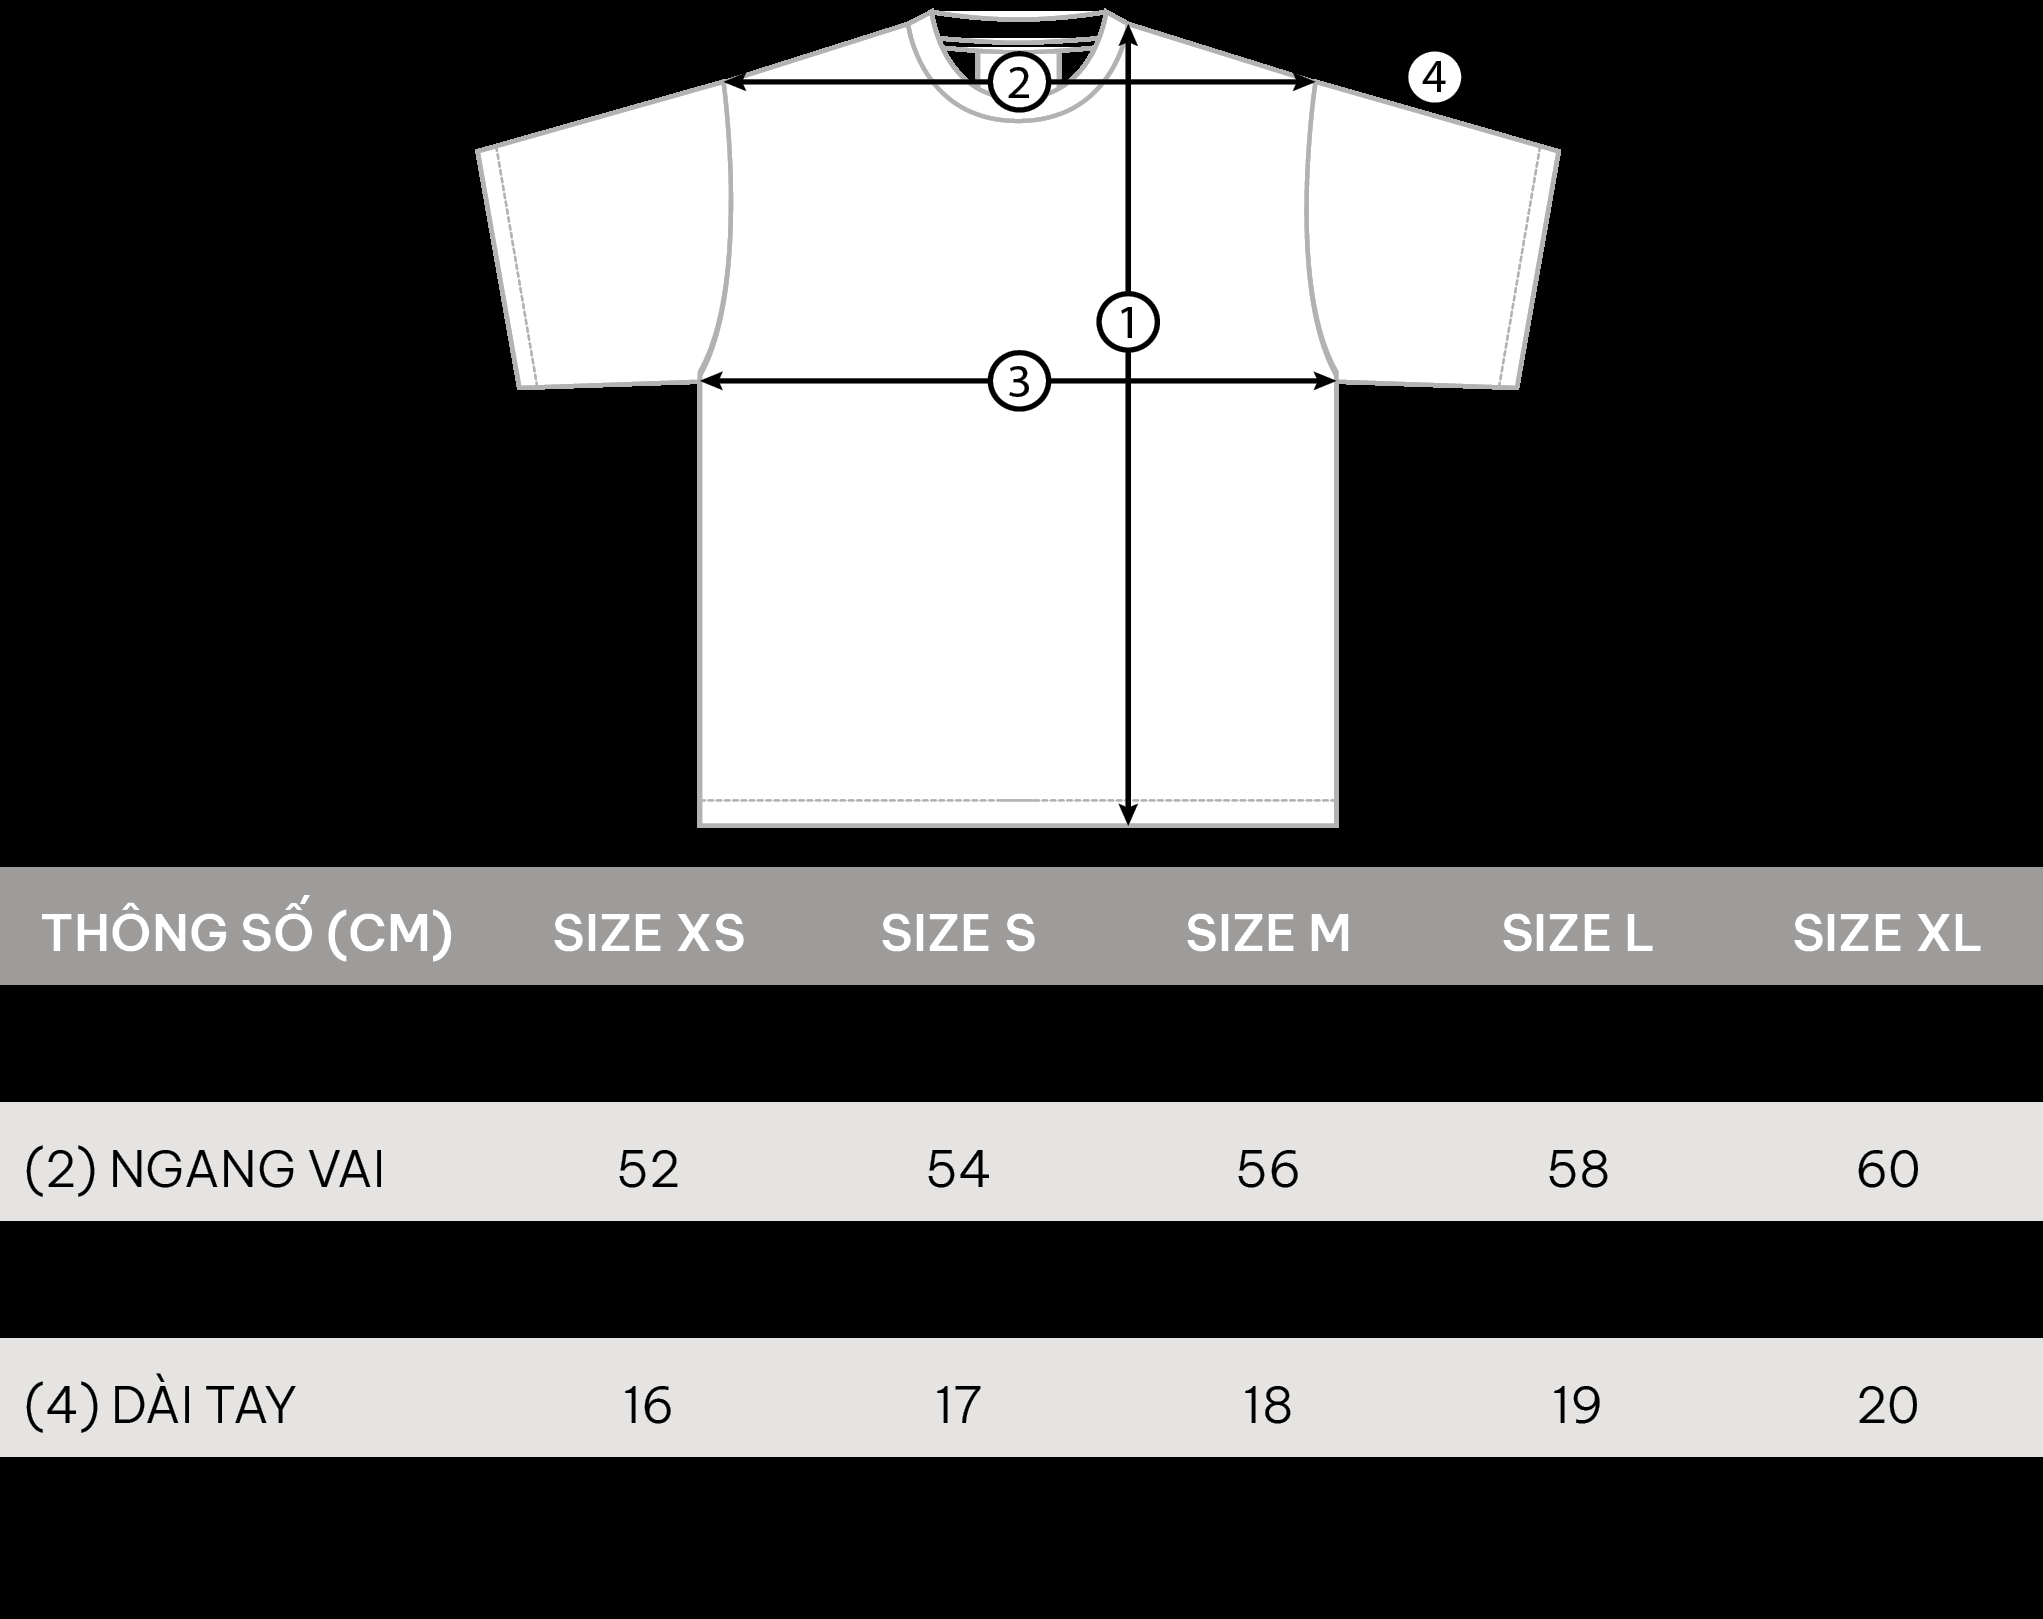 2
4
1
3
THÔNG SỐ (CM) SIZE XS SIZE S SIZE M SIZE L SIZE XL
(2) NGANG VAI 52 54 56 58 60
(4) DÀI TAY 16 17 18 19 20